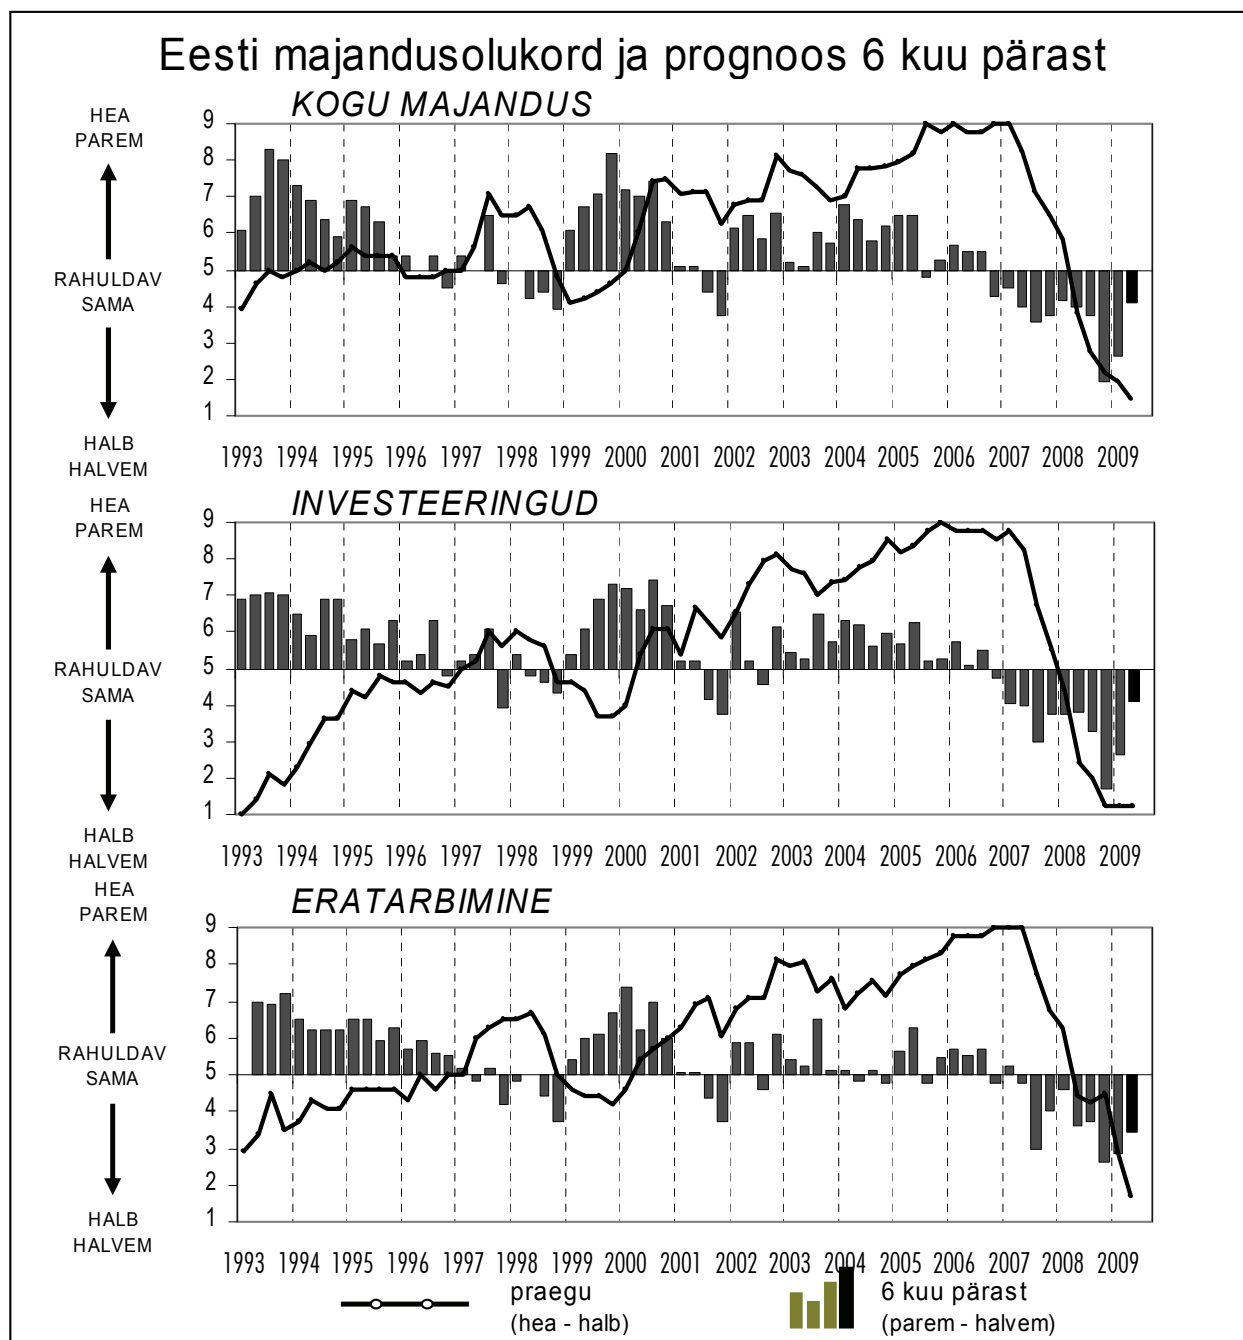 Eesti majandusolukord ja prognoos 6 kuu pärast
KOGU MAJANDUS
HEA
PAREM
RAHULDAV
SAMA
HALB
HALVEM
9
8
7
6
5
4
3
2
1
1993 1994 1995 1996 1997 1998 1999 2000 2001 2002 2003 2004 2005 2006 2007 2008 2009
INVESTEERINGUD
HEA
PAREM
RAHULDAV
SAMA
HALB
HALVEM
9
8
7
6
5
4
3
2
1
1993 1994 1995 1996 1997 1998 1999 2000 2001 2002 2003 2004 2005 2006 2007 2008 2009
ERATARBIMINE
HEA
PAREM
RAHULDAV
SAMA
HALB
HALVEM
9
8
7
6
5
4
3
2
1
1993 1994 1995 1996 1997 1998 1999 2000 2001 2002 2003 2004 2005 2006 2007 2008 2009
praegu
(hea - halb)
6 kuu pärast
(parem - halvem)